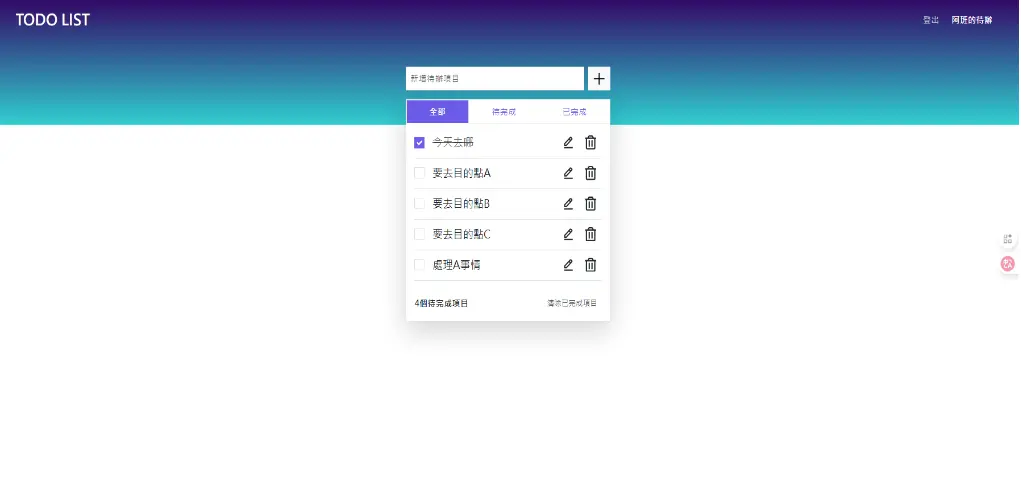 TODO LIST
登出 阿班的待辦
新增待辦項目
全部 待完成 已完成
今天去哪
要去目的點A
要去目的點B
要去目的點C
處理A事情
4個待完成項目 清除已完成項目